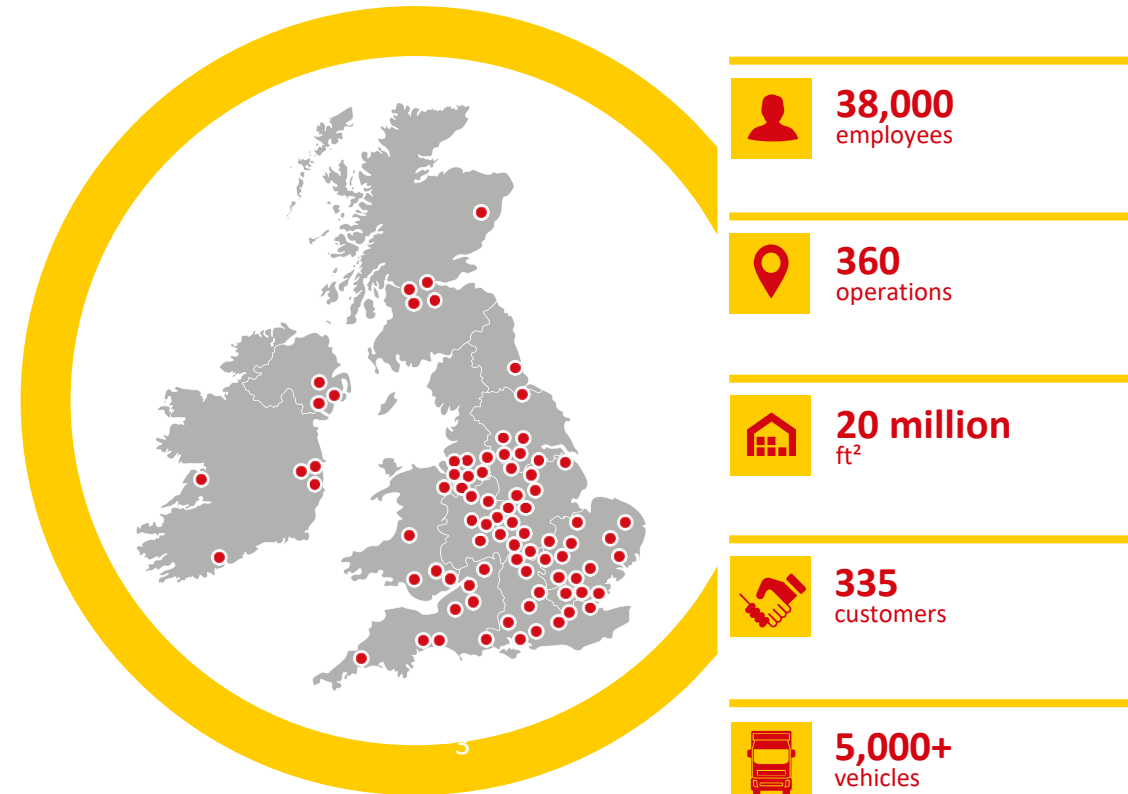 38,000
employees
360
operations
20 million
ft²
335
customers
5,000+
vehicles
3